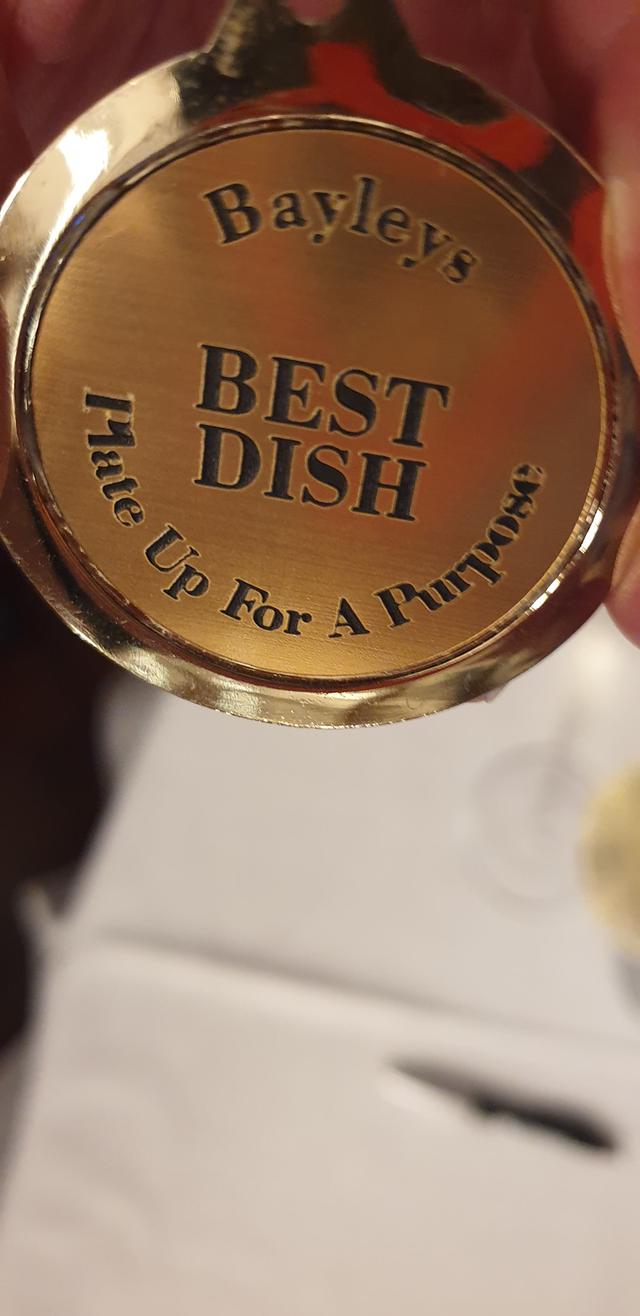 Bayleys
BEST
DISH
Plate Up For A Purpose